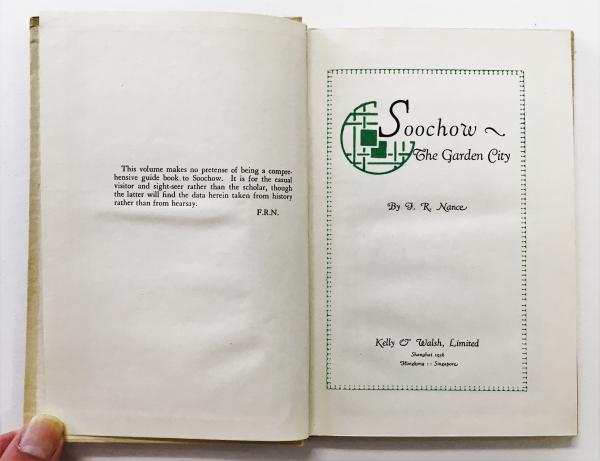 This volume makes no pretense of being a compre-
hensive guide book to Soochow. It is for the casual
visitor and sight-seer rather than the scholar, though
the latter will find the data herein taken from history
rather than from hearsay.
F.R.N.
Soochow ~
The Garden City
By F. R. Nance
Kelly & Walsh, Limited
Shanghai 1936
Hongkong :: Singapore